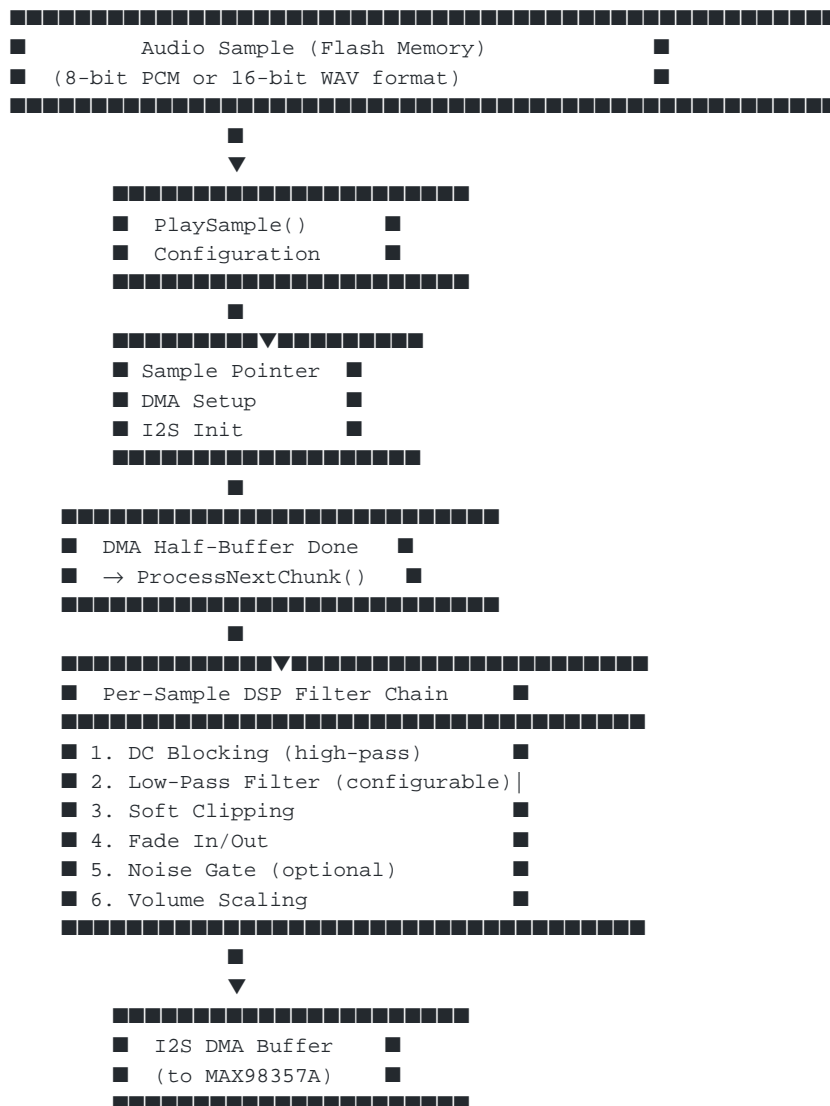 Audio Sample (Flash Memory)
(8-bit PCM or 16-bit WAV format)
PlaySample()
Configuration
Sample Pointer
DMA Setup
I2S Init
DMA Half-Buffer Done
→ ProcessNextChunk()
Per-Sample DSP Filter Chain
1. DC Blocking (high-pass)
2. Low-Pass Filter (configurable)|
3. Soft Clipping
4. Fade In/Out
5. Noise Gate (optional)
6. Volume Scaling
I2S DMA Buffer
(to MAX98357A)